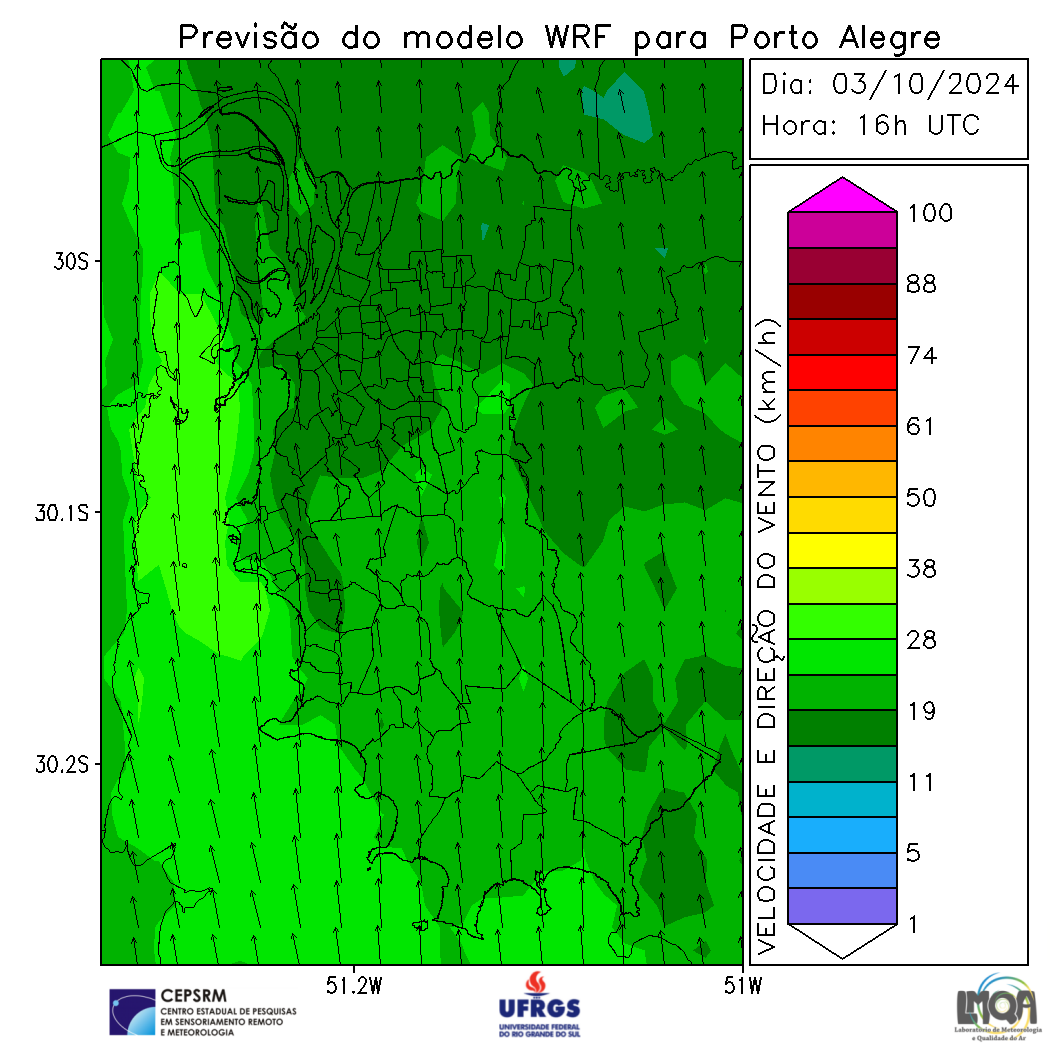 Previsão do modelo WRF para Porto Alegre
Dia: 03/10/2024
Hora: 16h UTC
30S
30.1S
30.2S
51.2W
51W
VELOCIDADE E DIREÇÃO DO VENTO (km/h)
100
88
74
61
50
38
28
19
11
5
1
CEPSRM
CENTRO ESTADUAL DE PESQUISAS
EM SENSORIAMENTO REMOTO
E METEOROLOGIA
UFRGS
UNIVERSIDADE FEDERAL
DO RIO GRANDE DO SUL
LMQA
Laboratório de Meteorologia
e Qualidade do Ar